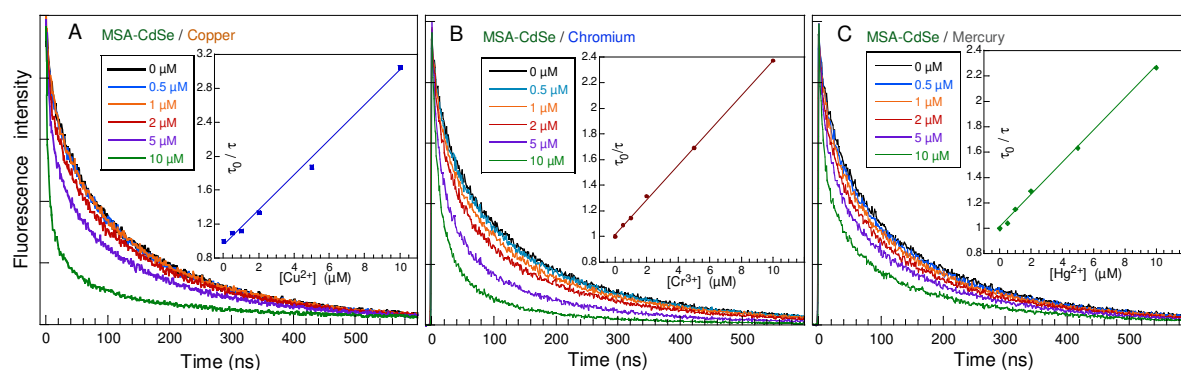 Fluorescence intensity
A
MSA-CdSe / Copper
0 µM
0.5 µM
1 µM
2 µM
5 µM
10 µM
τ0 / τ
3.2
2.8
2.4
2.0
1.6
1.2
0.8
0 2 4 6 8 10
[Cu2+] (µM)
0 100 200 300 400 500
Time (ns)
B
MSA-CdSe / Chromium
0 µM
0.5 µM
1 µM
2 µM
5 µM
10 µM
τ0/τ
2.4
2.2
2.0
1.8
1.6
1.4
1.2
1.0
0.8
0 2 4 6 8 10
[Cr3+] (µM)
0 100 200 300 400 500
Time (ns)
C
MSA-CdSe / Mercury
0 µM
0.5 µM
1 µM
2 µM
5 µM
10 µM
τ0 / τ
2.4
2.2
2.0
1.8
1.6
1.4
1.2
1.0
0.8
0 2 4 6 8 10
[Hg2+] (µM)
0 100 200 300 400 500
Time (ns)